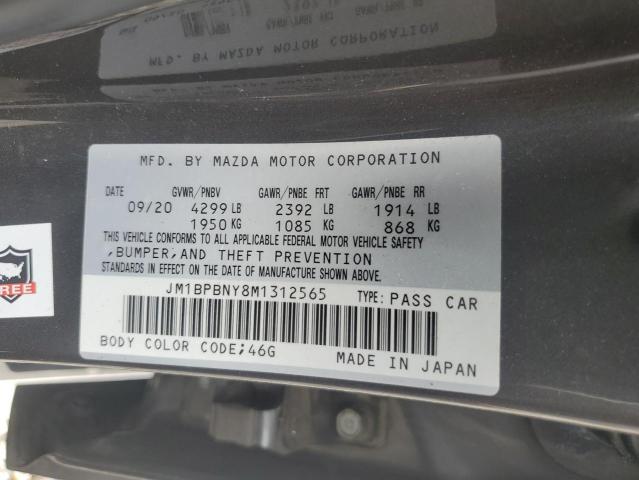 MFD. BY MAZDA MOTOR CORPORATION
MFD. BY MAZDA MOTOR CORPORATION
DATE GVWR/PNBV GAWR/PNBE FRT GAWR/PNBE RR
09/20 4299 LB 2392 LB 1914 LB
1950 KG 1085 KG 868 KG
THIS VEHICLE CONFORMS TO ALL APPLICABLE FEDERAL MOTOR VEHICLE SAFETY
,BUMPER, AND THEFT PREVENTION
STANDARDS IN EFFECT ON THE DATE OF MANUFACTURE SHOWN ABOVE.
JM1BPBNY8M1312565 TYPE: PASS CAR
BODY COLOR CODE;46G MADE IN JAPAN
REE